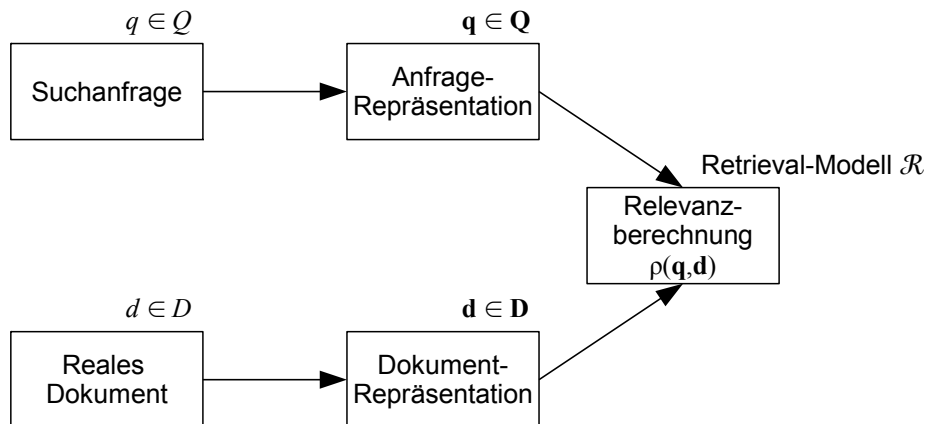 q ∈ Q
Suchanfrage
𝐪 ∈ 𝐐
Anfrage-
Repräsentation
Retrieval-Modell ℛ
Relevanz-
berechnung
ρ(𝐪,𝐝)
d ∈ D
Reales
Dokument
𝐝 ∈ 𝐃
Dokument-
Repräsentation